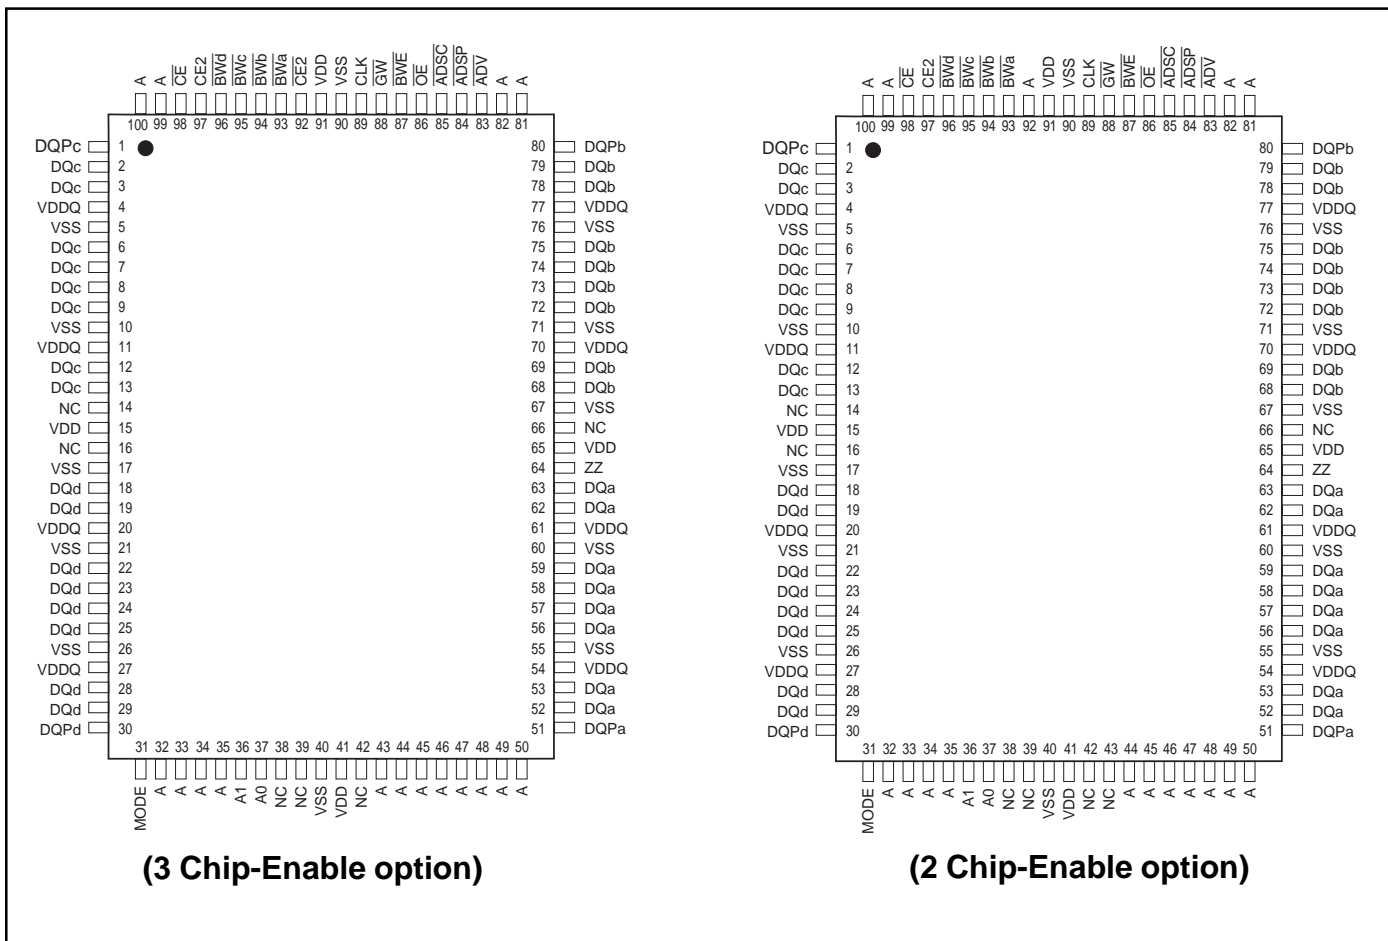 A A CE CE2 BWd BWc BWb BWa CE2 VDD VSS CLK GW BWE OE ADSC ADSP ADV A A
100 99 98 97 96 95 94 93 92 91 90 89 88 87 86 85 84 83 82 81
DQPc 1 80 DQPb
DQc 2 79 DQb
DQc 3 78 DQb
VDDQ 4 77 VDDQ
VSS 5 76 VSS
DQc 6 75 DQb
DQc 7 74 DQb
DQc 8 73 DQb
DQc 9 72 DQb
VSS 10 71 VSS
VDDQ 11 70 VDDQ
DQc 12 69 DQb
DQc 13 68 DQb
NC 14 67 VSS
VDD 15 66 NC
NC 16 65 VDD
VSS 17 64 ZZ
DQd 18 63 DQa
DQd 19 62 DQa
VDDQ 20 61 VDDQ
VSS 21 60 VSS
DQd 22 59 DQa
DQd 23 58 DQa
DQd 24 57 DQa
DQd 25 56 DQa
VSS 26 55 VSS
VDDQ 27 54 VDDQ
DQd 28 53 DQa
DQd 29 52 DQa
DQPd 30 51 DQPa
31 32 33 34 35 36 37 38 39 40 41 42 43 44 45 46 47 48 49 50
MODE A A A A A1 A0 NC NC VSS VDD NC A A A A A A A A
(3 Chip-Enable option)
A A CE CE2 BWd BWc BWb BWa A VDD VSS CLK GW BWE OE ADSC ADSP ADV A A
100 99 98 97 96 95 94 93 92 91 90 89 88 87 86 85 84 83 82 81
DQPc 1 80 DQPb
DQc 2 79 DQb
DQc 3 78 DQb
VDDQ 4 77 VDDQ
VSS 5 76 VSS
DQc 6 75 DQb
DQc 7 74 DQb
DQc 8 73 DQb
DQc 9 72 DQb
VSS 10 71 VSS
VDDQ 11 70 VDDQ
DQc 12 69 DQb
DQc 13 68 DQb
NC 14 67 VSS
VDD 15 66 NC
NC 16 65 VDD
VSS 17 64 ZZ
DQd 18 63 DQa
DQd 19 62 DQa
VDDQ 20 61 VDDQ
VSS 21 60 VSS
DQd 22 59 DQa
DQd 23 58 DQa
DQd 24 57 DQa
DQd 25 56 DQa
VSS 26 55 VSS
VDDQ 27 54 VDDQ
DQd 28 53 DQa
DQd 29 52 DQa
DQPd 30 51 DQPa
31 32 33 34 35 36 37 38 39 40 41 42 43 44 45 46 47 48 49 50
MODE A A A A A1 A0 NC NC VSS VDD NC NC A A A A A A A
(2 Chip-Enable option)